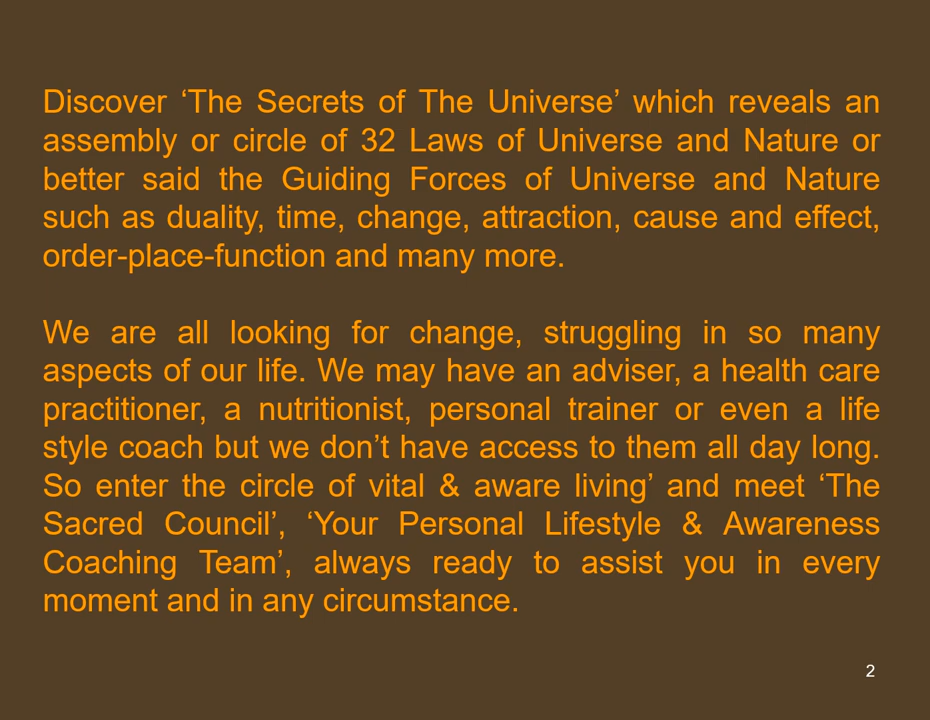 Discover ‘The Secrets of The Universe’ which reveals an
assembly or circle of 32 Laws of Universe and Nature or
better said the Guiding Forces of Universe and Nature
such as duality, time, change, attraction, cause and effect,
order-place-function and many more.
We are all looking for change, struggling in so many
aspects of our life. We may have an adviser, a health care
practitioner, a nutritionist, personal trainer or even a life
style coach but we don’t have access to them all day long.
So enter the circle of vital & aware living’ and meet ‘The
Sacred Council’, ‘Your Personal Lifestyle & Awareness
Coaching Team’, always ready to assist you in every
moment and in any circumstance.
2